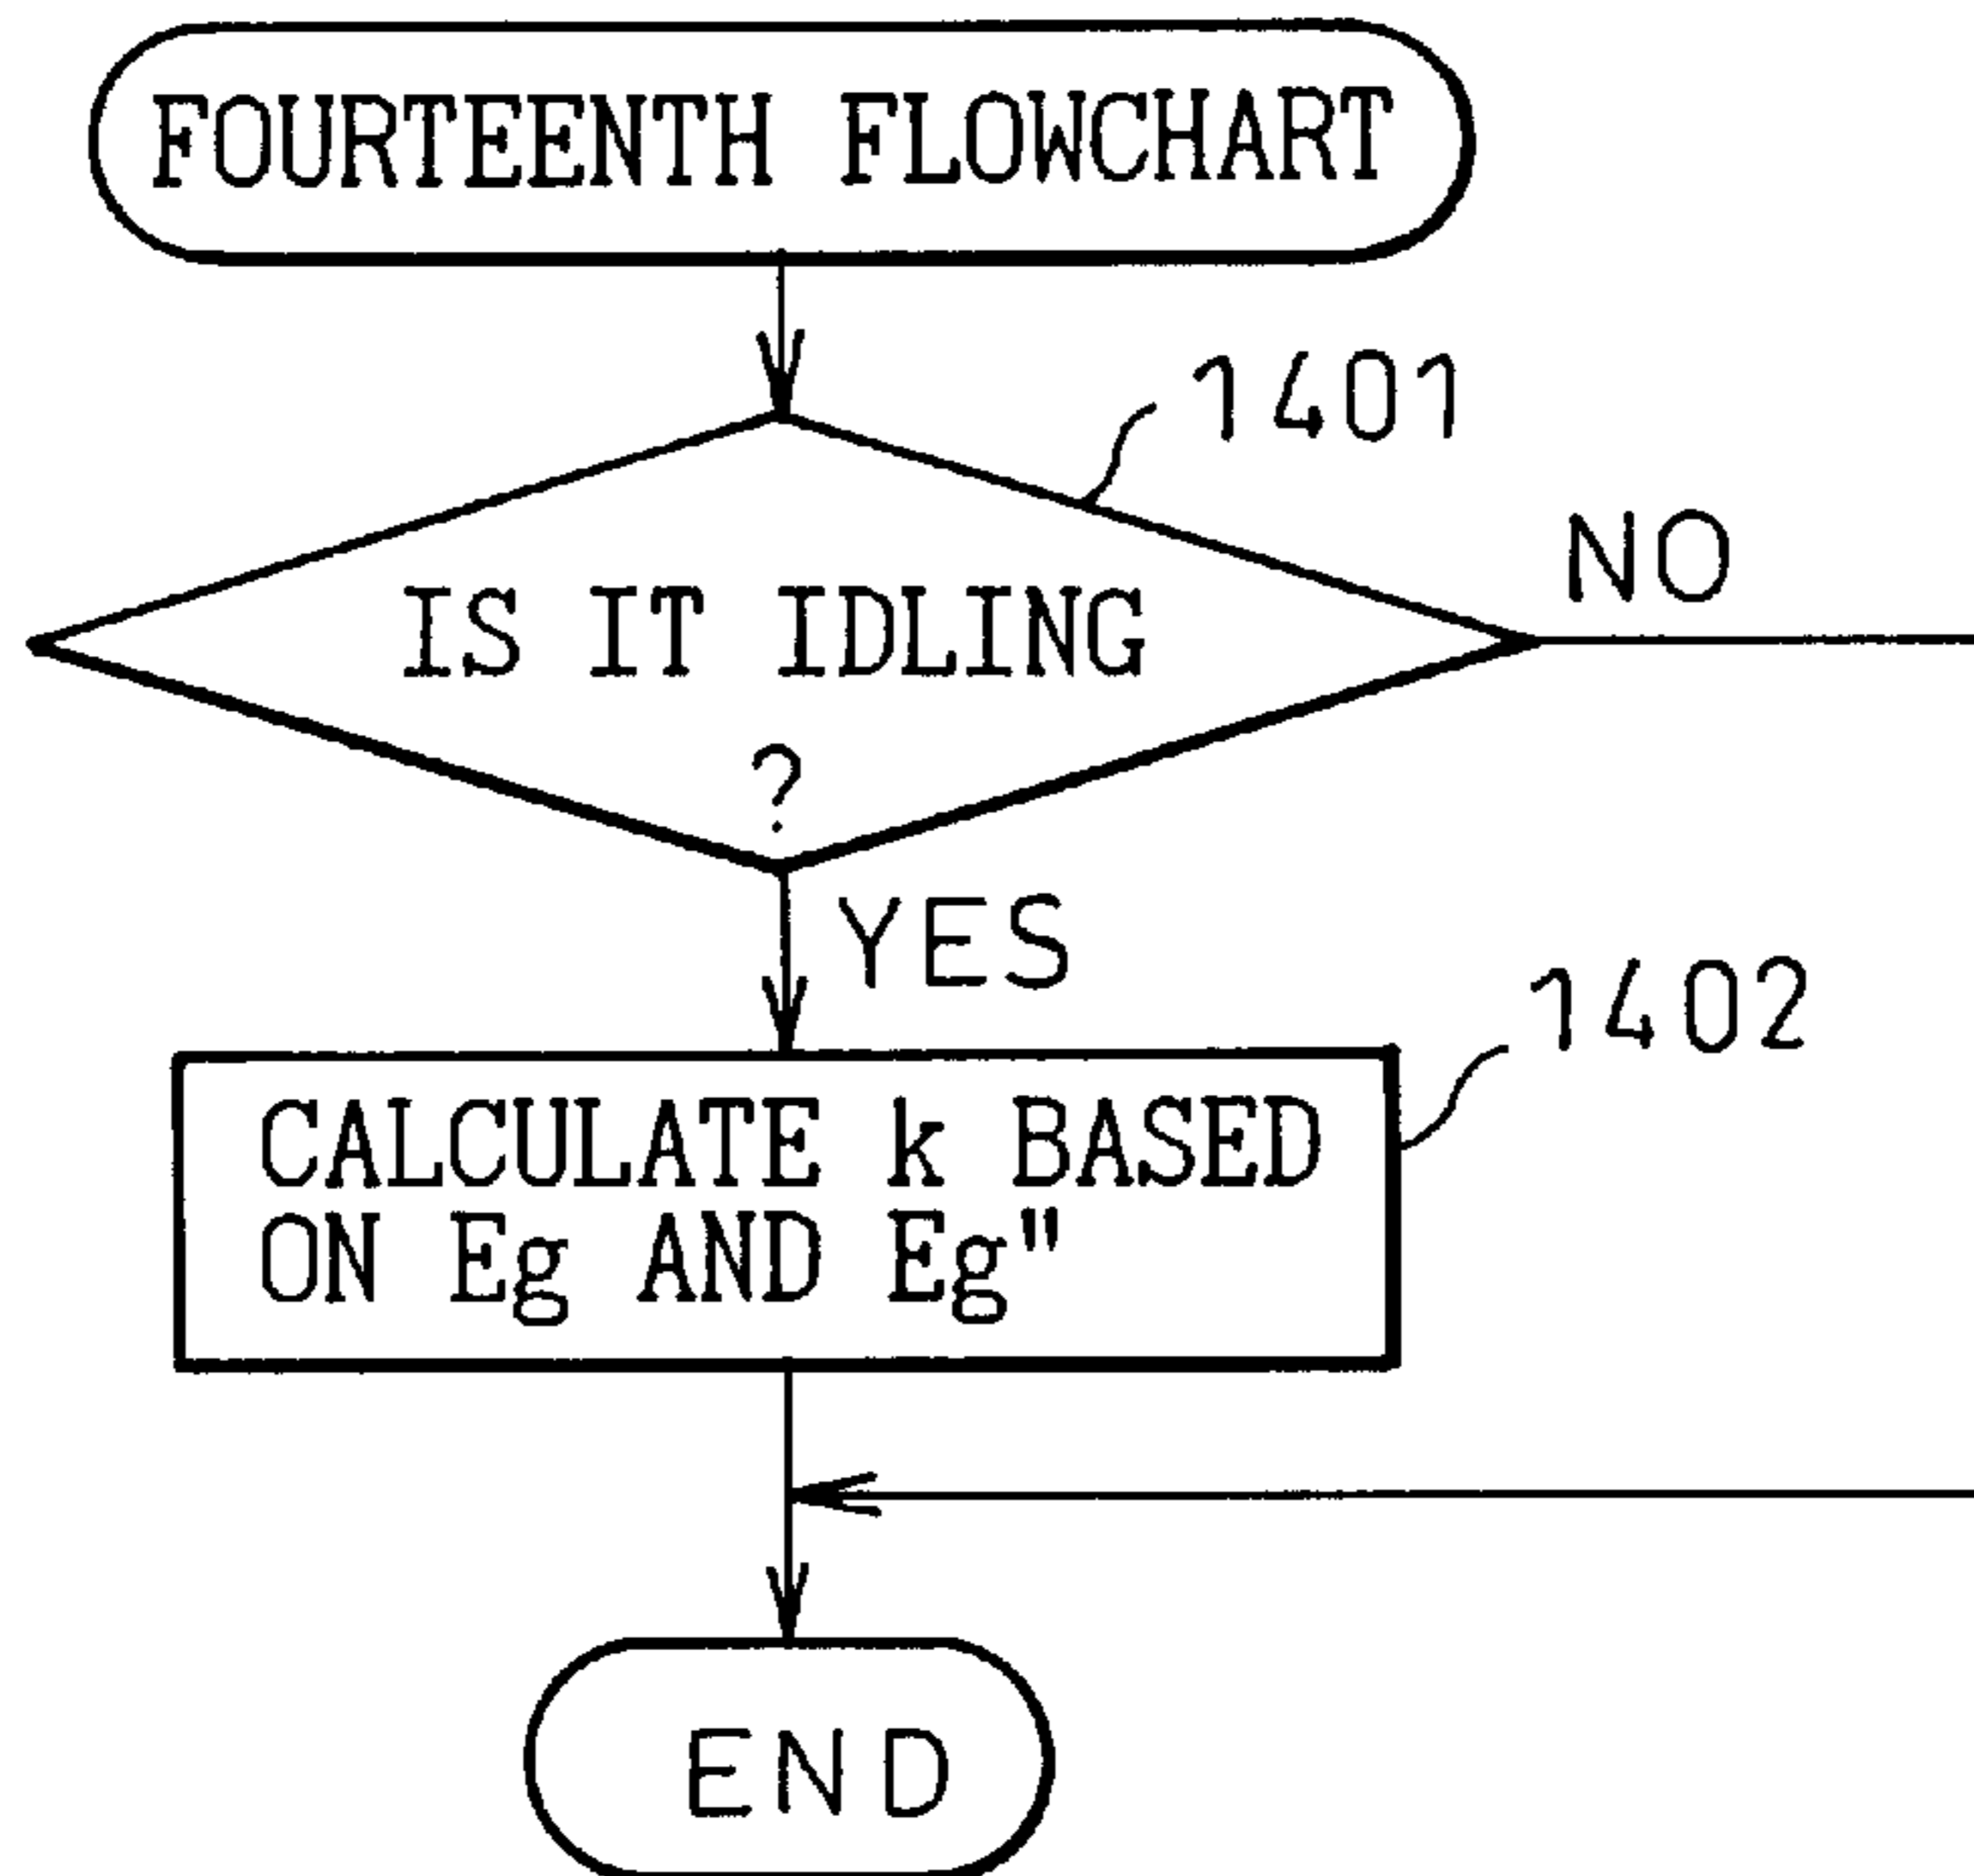 FOURTEENTH FLOWCHART
1401
IS IT IDLING
?
NO
YES
1402
CALCULATE k BASED
ON Eg AND Eg"
END